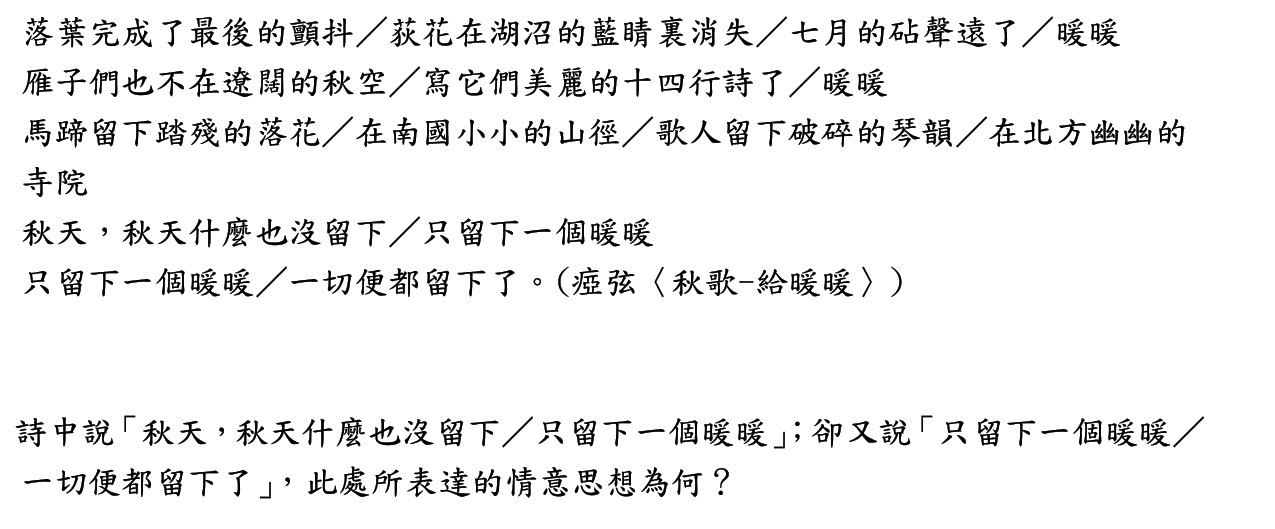 落葉完成了最後的顫抖／荻花在湖沼的藍睛裏消失／七月的砧聲遠了／暖暖
雁子們也不在遼闊的秋空／寫它們美麗的十四行詩了／暖暖
馬蹄留下踏殘的落花／在南國小小的山徑／歌人留下破碎的琴韻／在北方幽幽的
寺院
秋天，秋天什麼也沒留下／只留下一個暖暖
只留下一個暖暖／一切便都留下了。(瘂弦〈秋歌-給暖暖〉)
詩中說「秋天，秋天什麼也沒留下／只留下一個暖暖」；卻又說「只留下一個暖暖／
一切便都留下了」，此處所表達的情意思想為何？